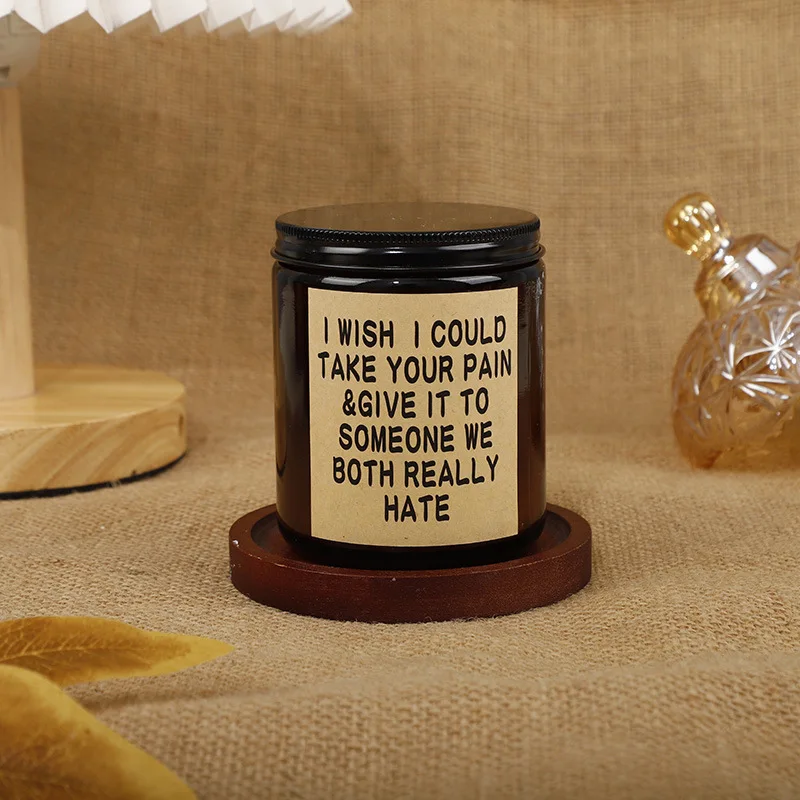 I WISH I COULD
TAKE YOUR PAIN
&GIVE IT TO
SOMEONE WE
BOTH REALLY
HATE